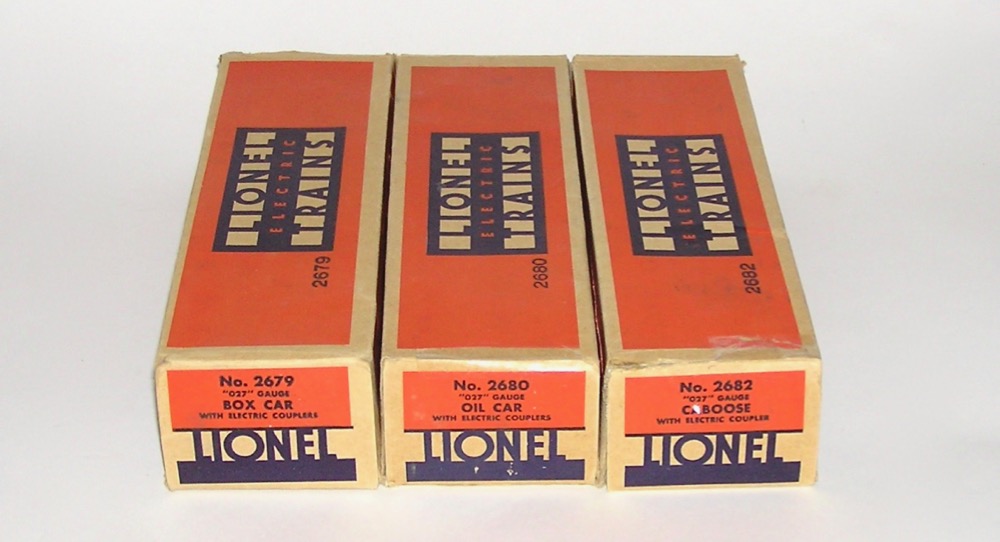 LIONEL
ELECTRIC
TRAINS
2679
No. 2679
"027" GAUGE
BOX CAR
WITH ELECTRIC COUPLERS
LIONEL
LIONEL
ELECTRIC
TRAINS
2680
No. 2680
"027" GAUGE
OIL CAR
WITH ELECTRIC COUPLERS
LIONEL
LIONEL
ELECTRIC
TRAINS
2682
No. 2682
"027" GAUGE
CABOOSE
WITH ELECTRIC COUPLER
LIONEL